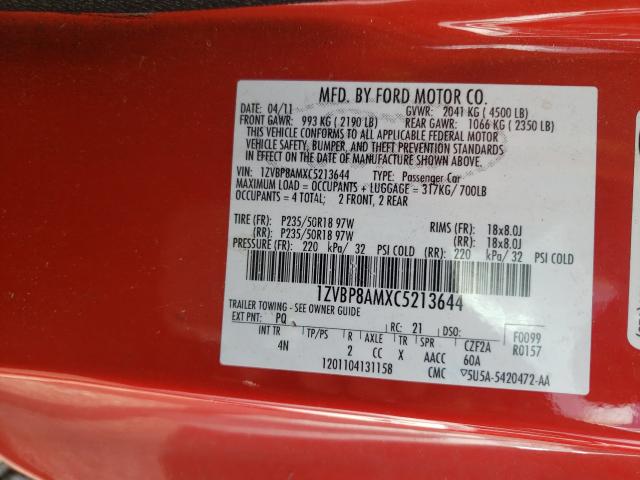 MFD. BY FORD MOTOR CO.
DATE: 04/11 GVWR: 2041 KG ( 4500 LB)
FRONT GAWR: 993 KG ( 2190 LB) REAR GAWR: 1066 KG ( 2350 LB)
THIS VEHICLE CONFORMS TO ALL APPLICABLE FEDERAL MOTOR
VEHICLE SAFETY, BUMPER, AND THEFT PREVENTION STANDARDS
IN EFFECT ON THE DATE OF MANUFACTURE SHOWN ABOVE.
VIN: 1ZVBP8AMXC5213644 TYPE: Passenger Car
MAXIMUM LOAD = OCCUPANTS + LUGGAGE = 317KG/ 700LB
OCCUPANTS = 4 TOTAL; 2 FRONT, 2 REAR
TIRE (FR): P235/50R18 97W RIMS (FR): 18x8.0J
(RR): P235/50R18 97W (RR): 18x8.0J
PRESSURE (FR): 220 kPa/ 32 PSI COLD (RR): 220 kPa/ 32 PSI COLD
1ZVBP8AMXC5213644
TRAILER TOWING - SEE OWNER GUIDE
EXT PNT: PQ RC: 21 DSO: F0099
INT TR TP/PS R AXLE TR SPR CZF2A R0157
4N 2 CC X AACC 60A
1201104131158 CMC 5U5A-5420472-AA